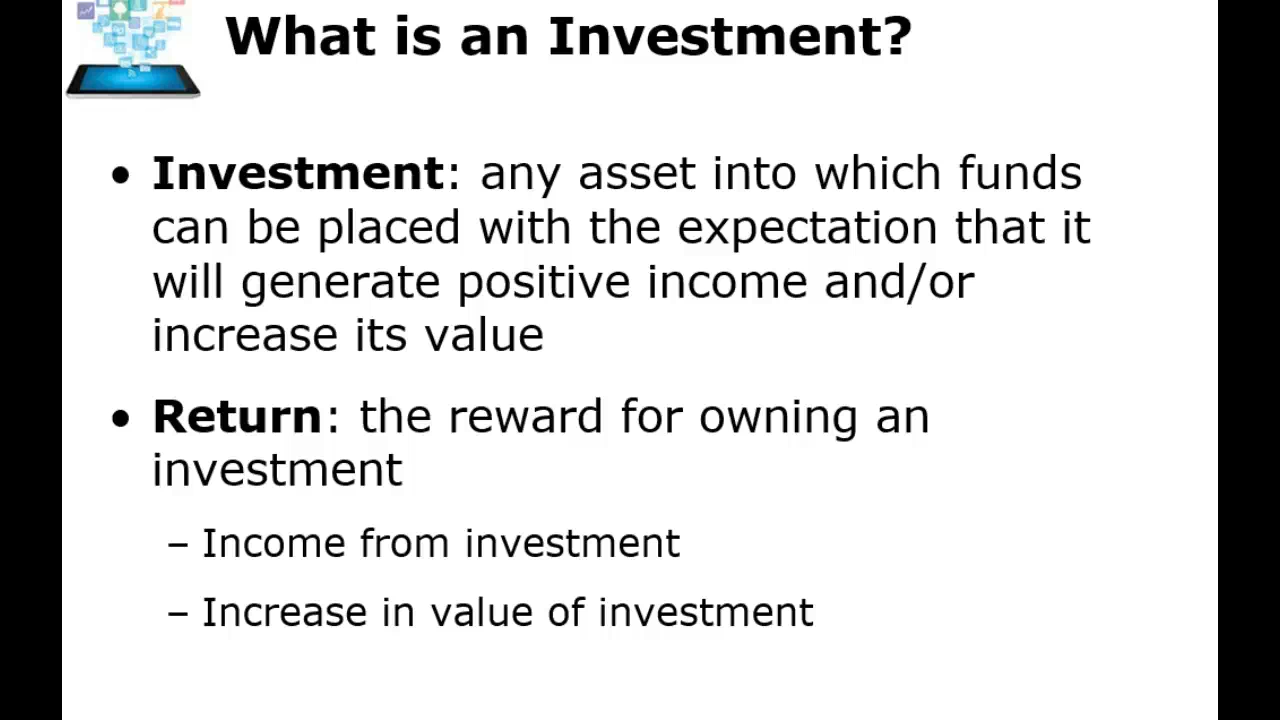 What is an Investment?
• Investment: any asset into which funds
can be placed with the expectation that it
will generate positive income and/or
increase its value
• Return: the reward for owning an
investment
– Income from investment
– Increase in value of investment